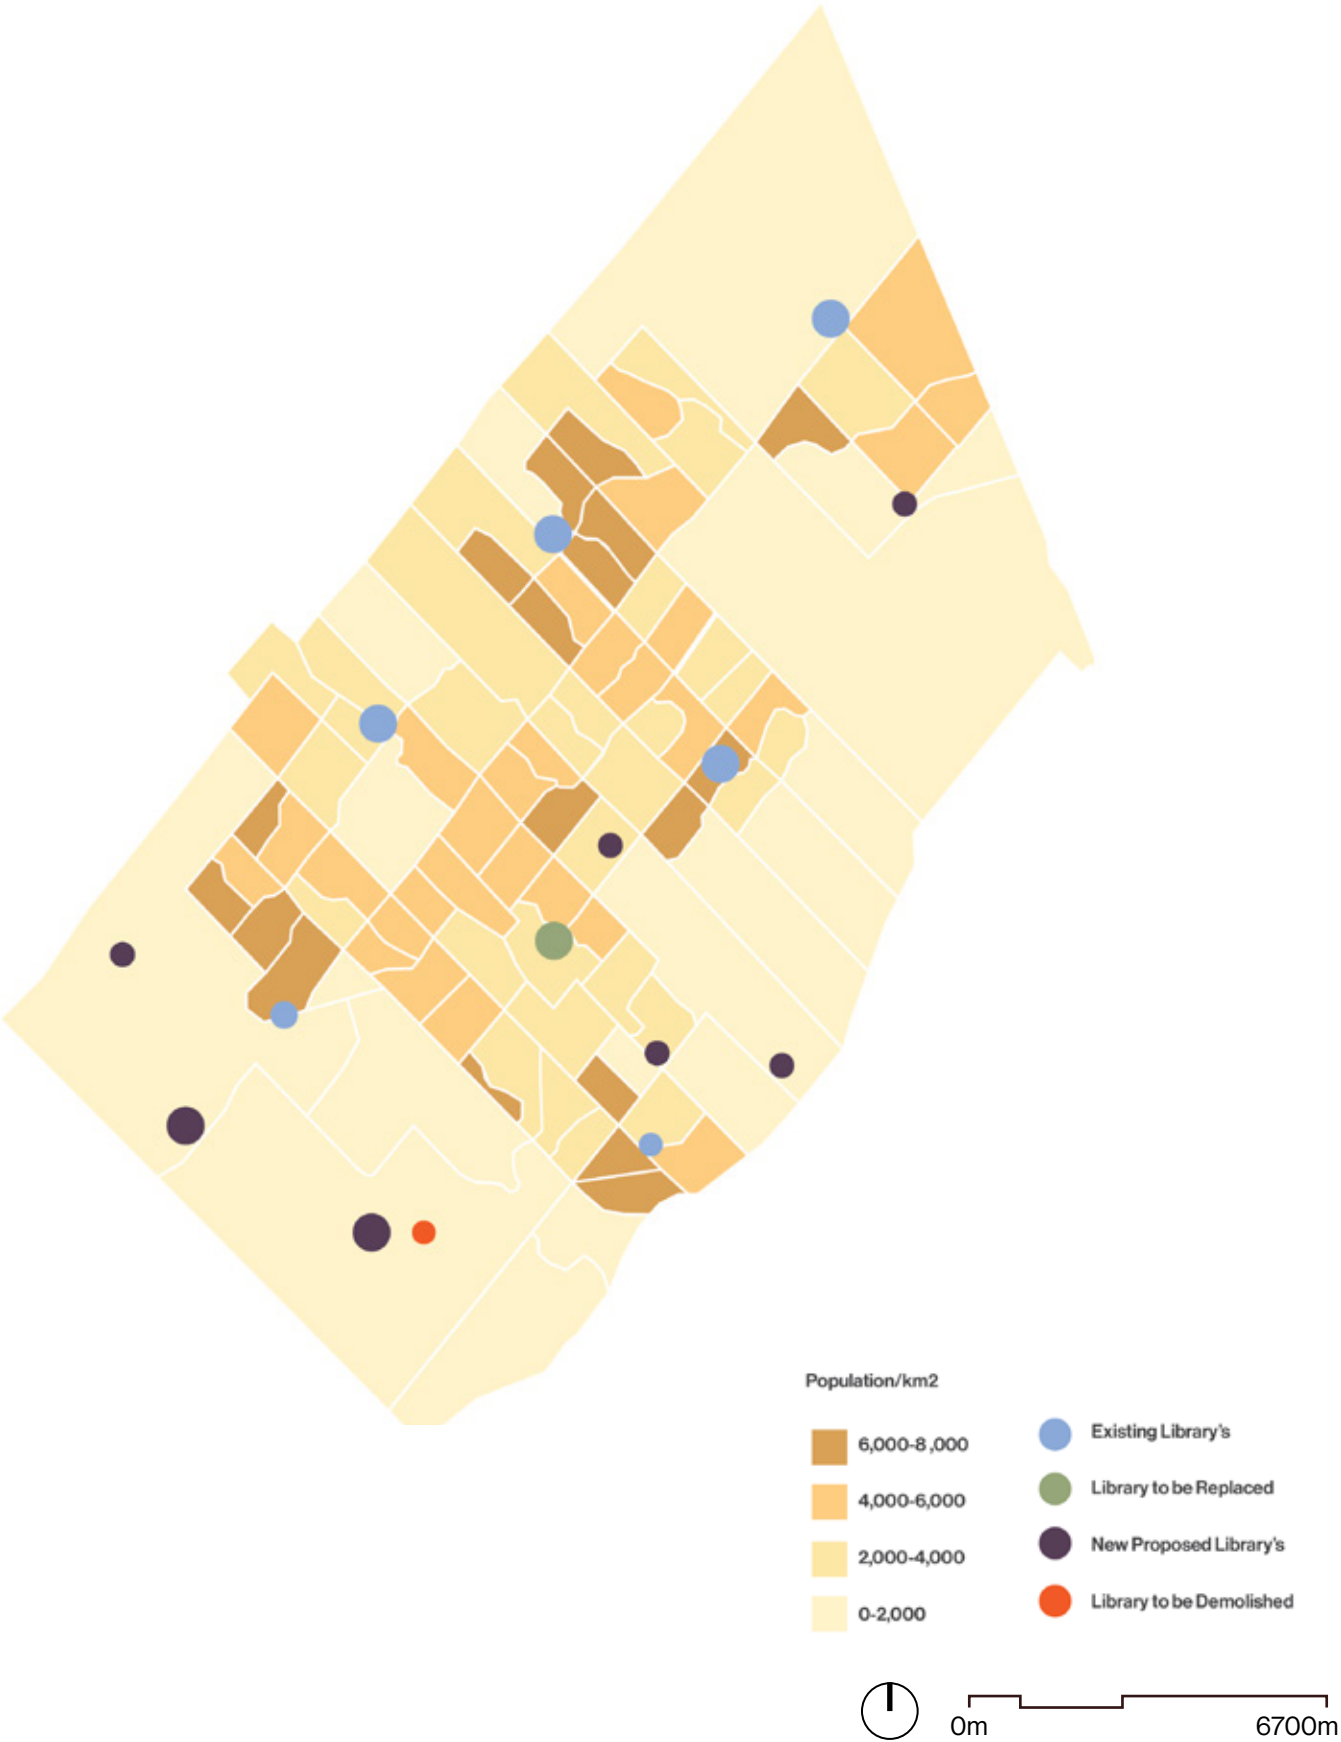 Population/km2
6,000-8 ,000
4,000-6,000
2,000-4,000
0-2,000
Existing Library's
Library to be Replaced
New Proposed Library's
Library to be Demolished
0m
6700m